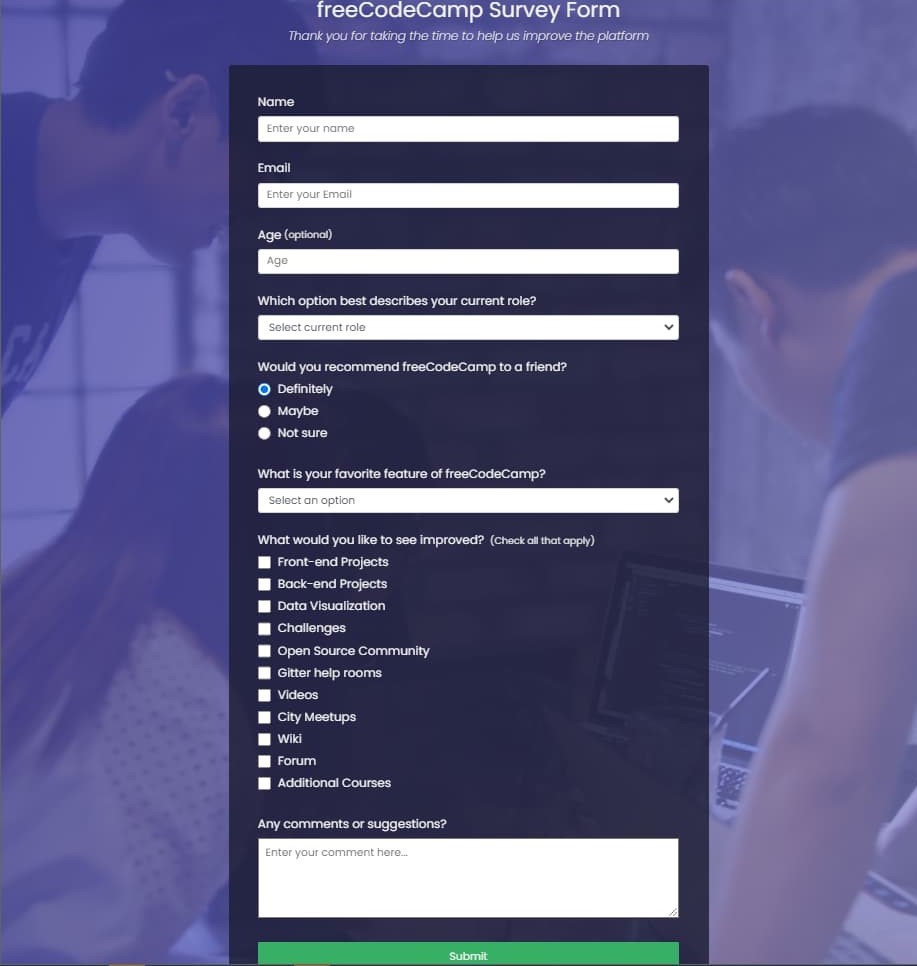 freeCodeCamp Survey Form
Thank you for taking the time to help us improve the platform
Name
Enter your name
Email
Enter your Email
Age (optional)
Age
Which option best describes your current role?
Select current role
Would you recommend freeCodeCamp to a friend?
Definitely
Maybe
Not sure
What is your favorite feature of freeCodeCamp?
Select an option
What would you like to see improved? (Check all that apply)
Front-end Projects
Back-end Projects
Data Visualization
Challenges
Open Source Community
Gitter help rooms
Videos
City Meetups
Wiki
Forum
Additional Courses
Any comments or suggestions?
Enter your comment here...
Submit